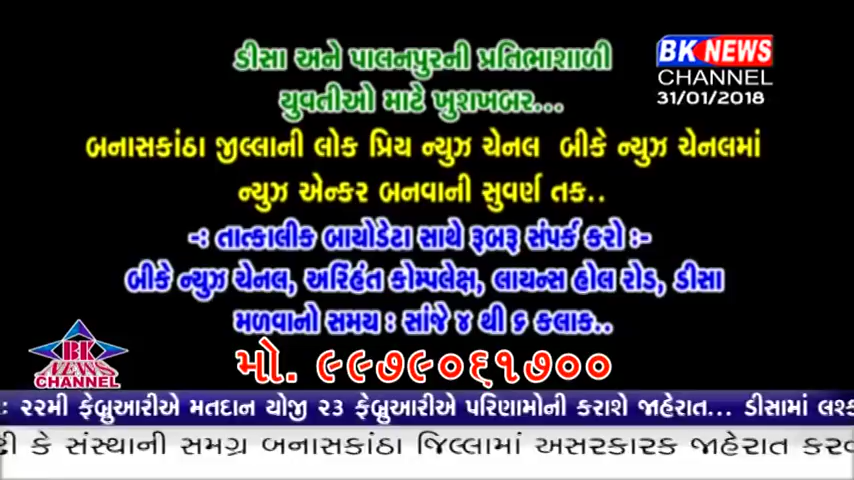 ડીસા અને પાલનપુરની પ્રતિભાશાળી
યુવતીઓ માટે ખુશખબર...
BK NEWS
CHANNEL
31/01/2018
બનાસકાંઠા જીલ્લાની લોક પ્રિય ન્યુઝ ચેનલ બીકે ન્યુઝ ચેનલમાં
ન્યુઝ એન્કર બનવાની સુવર્ણ તક..
-: તાત્કાલીક બાયોડેટા સાથે રૂબરૂ સંપર્ક કરો :-
બીકે ન્યુઝ ચેનલ, અરિહંત કોમ્પલેક્ષ, લાયન્સ હોલ રોડ, ડીસા
મળવાનો સમય : સાંજે ૪ થી ૬ કલાક..
મો. ૯૯૭૯૦૬૧૭૦૦
BK
NEWS
CHANNEL
: ૨૨મી ફેબ્રુઆરીએ મતદાન યોજી ૨૩ ફેબ્રુઆરીએ પરિણામોની કરાશે જાહેરાત... ડીસામાં
કે સંસ્થાની સમગ્ર બનાસકાંઠા જિલ્લામાં અસરકારક જાહેરાત